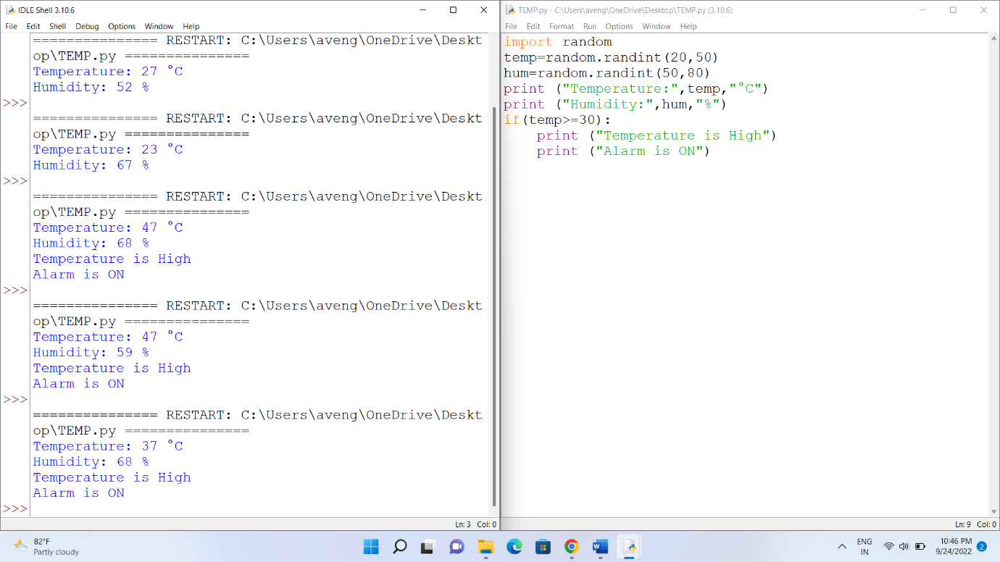 IDLE Shell 3.10.6
File Edit Shell Debug Options Window Help
=============== RESTART: C:\Users\aveng\OneDrive\Deskt
op\TEMP.py ===============
Temperature: 27 °C
Humidity: 52 %
>>>
=============== RESTART: C:\Users\aveng\OneDrive\Deskt
op\TEMP.py ===============
Temperature: 23 °C
Humidity: 67 %
>>>
=============== RESTART: C:\Users\aveng\OneDrive\Deskt
op\TEMP.py ===============
Temperature: 47 °C
Humidity: 68 %
Temperature is High
Alarm is ON
>>>
=============== RESTART: C:\Users\aveng\OneDrive\Deskt
op\TEMP.py ===============
Temperature: 47 °C
Humidity: 59 %
Temperature is High
Alarm is ON
>>>
=============== RESTART: C:\Users\aveng\OneDrive\Deskt
op\TEMP.py ===============
Temperature: 37 °C
Humidity: 68 %
Temperature is High
Alarm is ON
>>>
Ln: 3 Col: 0
TEMP.py - C:\Users\aveng\OneDrive\Desktop\TEMP.py (3.10.6)
File Edit Format Run Options Window Help
import random
temp=random.randint(20,50)
hum=random.randint(50,80)
print ("Temperature:",temp,"°C")
print ("Humidity:",hum,"%")
if(temp>=30):
    print ("Temperature is High")
    print ("Alarm is ON")
Ln: 9 Col: 0
82°F
Partly cloudy
W
ENG
IN
10:46 PM
9/24/2022
2